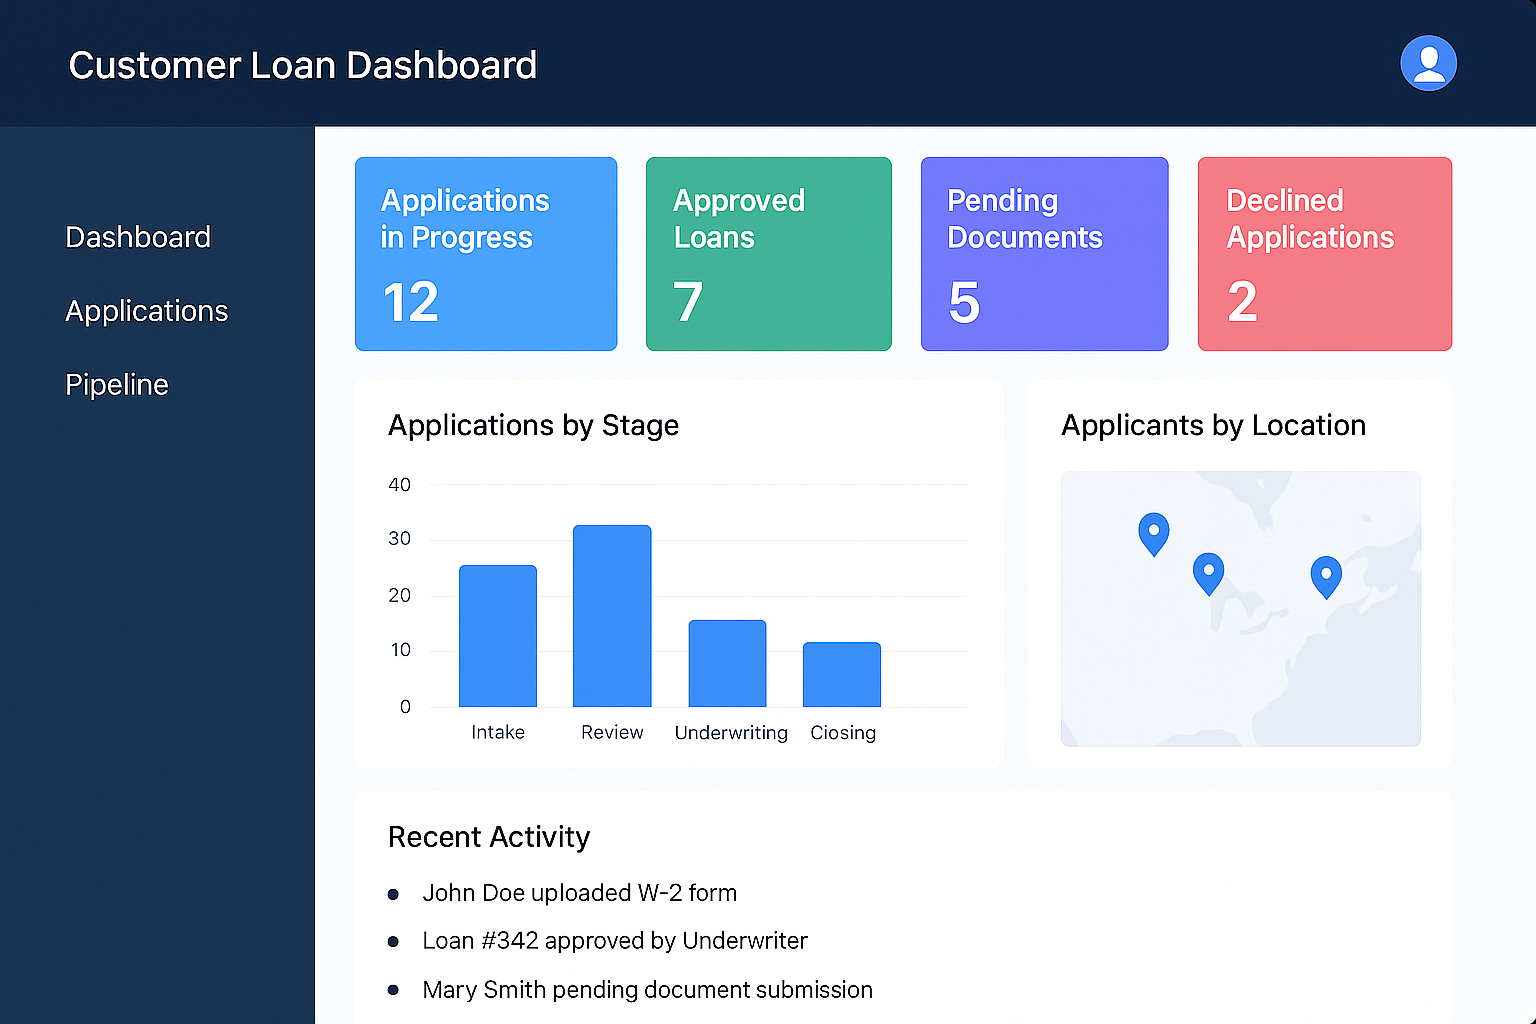 Customer Loan Dashboard
Dashboard
Applications
Pipeline
Applications
in Progress
12
Approved
Loans
7
Pending
Documents
5
Declined
Applications
2
Applications by Stage
40
30
20
10
0
Intake
Review
Underwriting
Ciosing
Applicants by Location
Recent Activity
John Doe uploaded W-2 form
Loan #342 approved by Underwriter
Mary Smith pending document submission